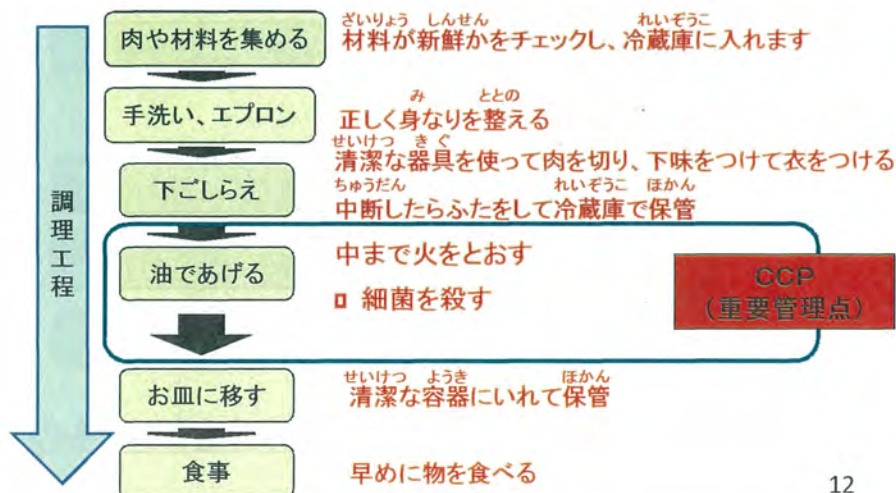 調理工程
肉や材料を集める
ざいりょう しんせん れいぞうこ
材料が新鮮かをチェックし、冷蔵庫に入れます
手洗い、エプロン
み ととの
正しく身なりを整える
せいけつ きぐ
清潔な器具を使って肉を切り、下味をつけて衣をつける
下ごしらえ
ちゅうだん れいぞうこ ほかん
中断したらふたをして冷蔵庫で保管
油であげる
中まで火をとおす
細菌を殺す
CCP
(重要管理点)
お皿に移す
せいけつ ようき ほかん
清潔な容器にいれて保管
食事
早めに物を食べる
12